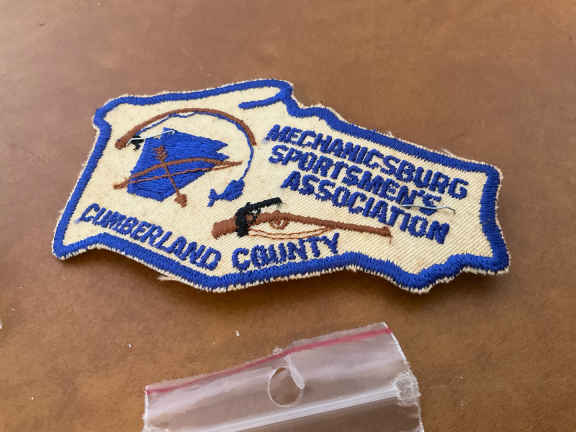 MECHANICSBURG
SPORTSMEN'S
ASSOCIATION
CUMBERLAND COUNTY